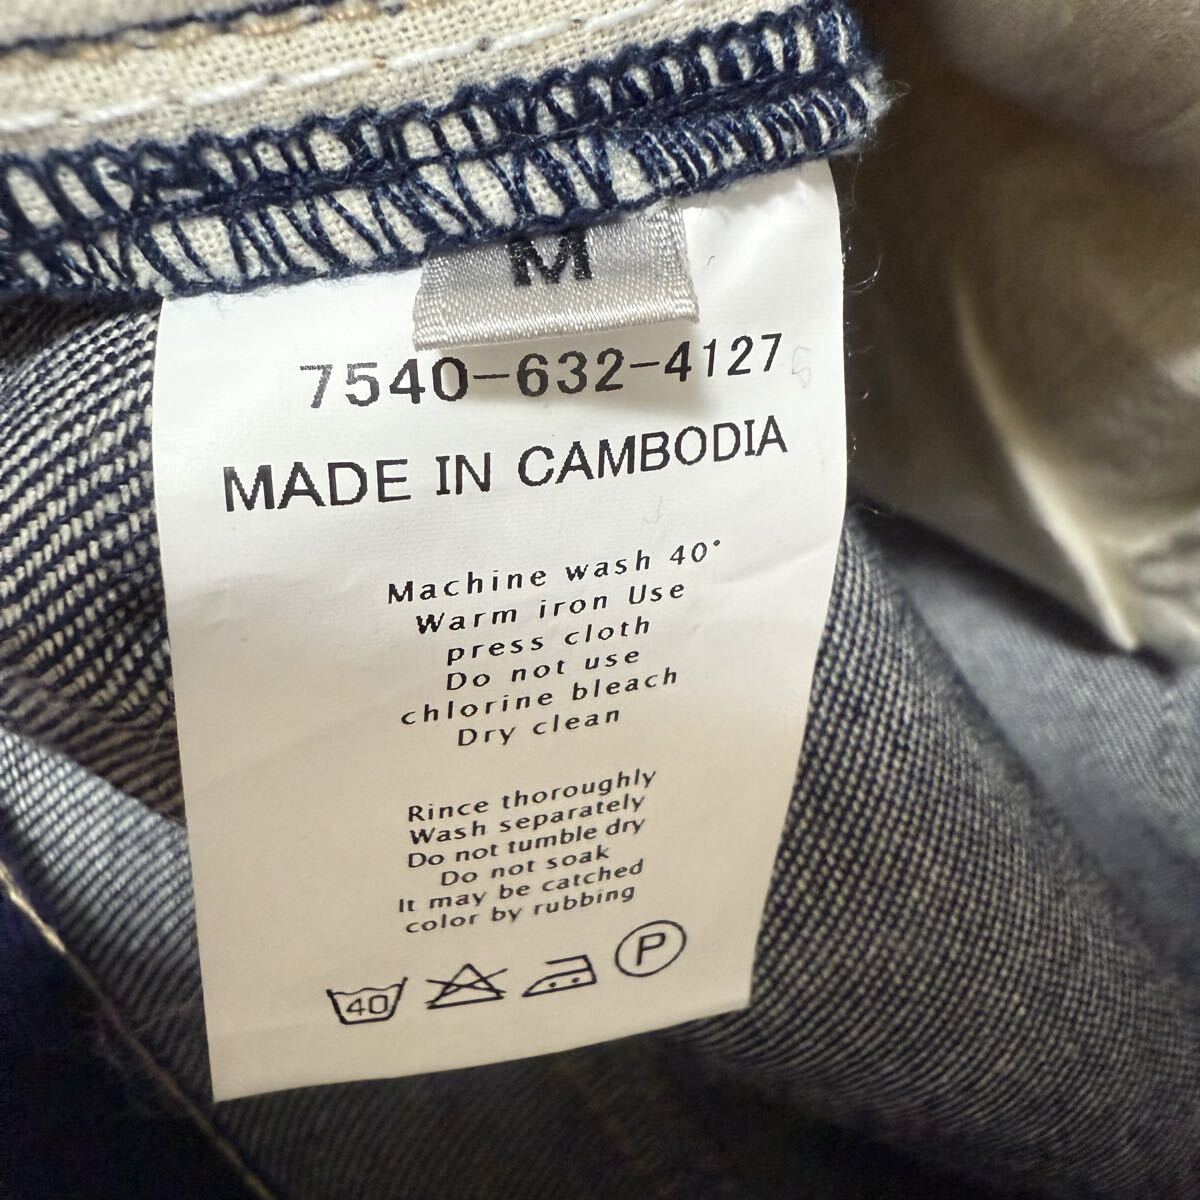 M
7540-632-4127
MADE IN CAMBODIA
Machine wash 40°
Warm iron Use
press cloth
Do not use
chlorine bleach
Dry clean
Rince thoroughly
Wash separately
Do not tumble dry
Do not soak
It may be catched
color by rubbing
40 P